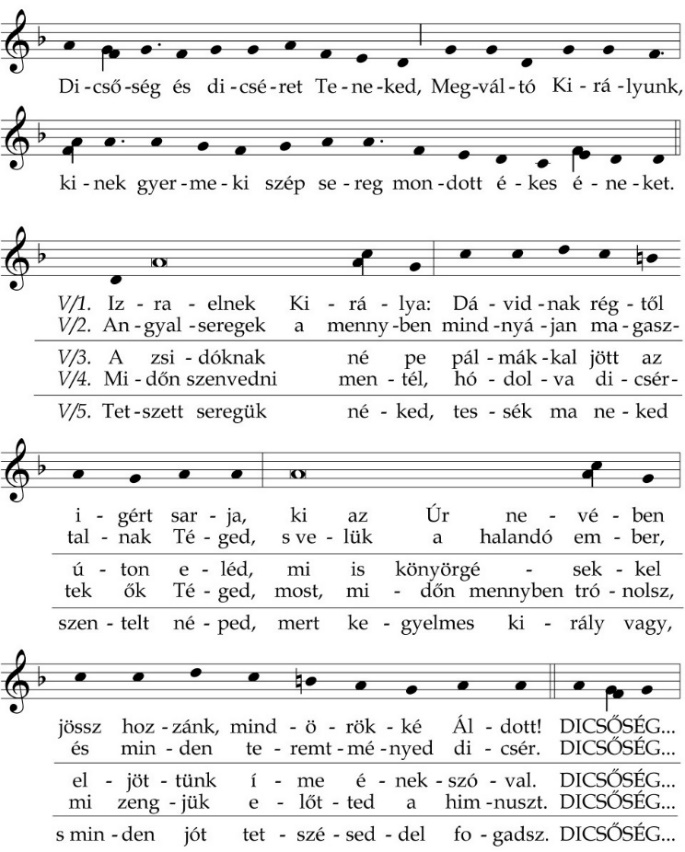 Di - cső - ség és di - csé - ret Te - ne - ked, Meg - vál - tó Ki - rá - lyunk,
ki - nek gyer - me - ki szép se - reg mon - dott é - kes é - ne - ket.
V/1. Iz - ra - elnek Ki - rá - lya: Dá - vid - nak rég - től
V/2. An - gyal - seregek a menny - ben mind - nyá - jan ma - gasz-
V/3. A zsi - dóknak né pe pál - mák - kal jött az
V/4. Mi - dőn szenvedni men - tél, hó - dol - va di - csér-
V/5. Tet - szett seregük né - ked, tes - sék ma ne - ked
i - gért sar - ja, ki az Úr ne - vé - ben
tal - nak Té - ged, s ve - lük a halandó em - ber,
ú - ton e - léd, mi is könyörgé - sek - kel
tek ők Té - ged, most, mi - dőn mennyben tró - nolsz,
szen - telt né - ped, mert ke - gyelmes ki - rály vagy,
jössz hoz - zánk, mind - ö - rök - ké Ál - dott! DICSŐSÉG...
és min - den te - remt - mé - nyed di - csér. DICSŐSÉG...
el - jöt - tünk í - me é - nek - szó - val. DICSŐSÉG...
mi zeng - jük e - lőt - ted a him - nuszt. DICSŐSÉG...
s min - den jót tet - szé - sed - del fo - gadsz. DICSŐSÉG...